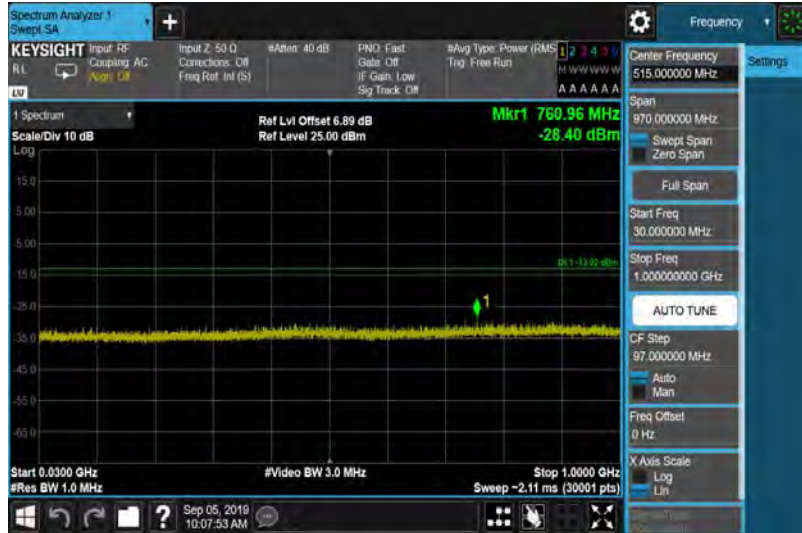 Spectrum Analyzer 1
Swept SA
+
Frequency
KEYSIGHT
RL
Input: RF
Coupling: AC
Align: Off
Input Z: 50 Ω
Corrections: Off
Freq Ref: Int (S)
#Atten: 40 dB
PNO: Fast
Gate: Off
IF Gain: Low
Sig Track: Off
#Avg Type: Power (RMS
Trig: Free Run
1 2 3 4 5 6
M W W W W W
A A A A A A
LXI
1 Spectrum
Scale/Div 10 dB
Log
Ref Lvl Offset 6.89 dB
Ref Level 25.00 dBm
Mkr1 760.96 MHz
-28.40 dBm
15.0
5.00
-5.00
-15.0
-25.0
-35.0
-45.0
-55.0
-65.0
DL1 -13.00 dBm
1
Start 0.0300 GHz
#Res BW 1.0 MHz
#Video BW 3.0 MHz
Stop 1.0000 GHz
Sweep ~2.11 ms (30001 pts)
?
Sep 05, 2019
10:07:53 AM
Center Frequency
515.000000 MHz
Settings
Span
970.000000 MHz
Swept Span
Zero Span
Full Span
Start Freq
30.000000 MHz
Stop Freq
1.000000000 GHz
AUTO TUNE
CF Step
97.000000 MHz
Auto
Man
Freq Offset
0 Hz
X Axis Scale
Log
Lin